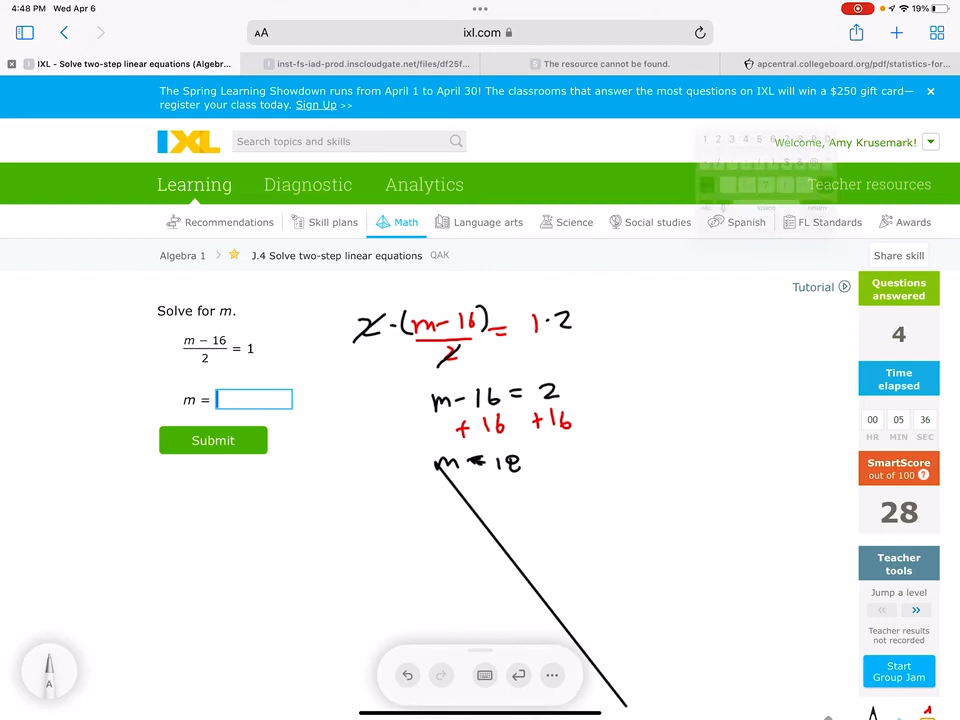 4:48 PM Wed Apr 6
19%
AA
ixl.com
IXL - Solve two-step linear equations (Algebr...
inst-fs-iad-prod.inscloudgate.net/files/df25f...
The resource cannot be found.
apcentral.collegeboard.org/pdf/statistics-for...
The Spring Learning Showdown runs from April 1 to April 30! The classrooms that answer the most questions on IXL will win a $250 gift card—
register your class today. Sign Up >>
IXL
Search topics and skills
Welcome, Amy Krusemark!
Learning
Diagnostic
Analytics
Teacher resources
Recommendations
Skill plans
Math
Language arts
Science
Social studies
Spanish
FL Standards
Awards
Algebra 1
J.4 Solve two-step linear equations
QAK
Share skill
Tutorial
Questions
answered
4
Time
elapsed
00 05 36
HR MIN SEC
SmartScore
out of 100 ?
28
Teacher
tools
Jump a level
Teacher results
not recorded
Start
Group Jam
Solve for m.
m − 16
2
= 1
m =
Submit
2 · (m − 16) = 1 · 2
2
m − 16 = 2
+ 16 + 16
m = 18
A